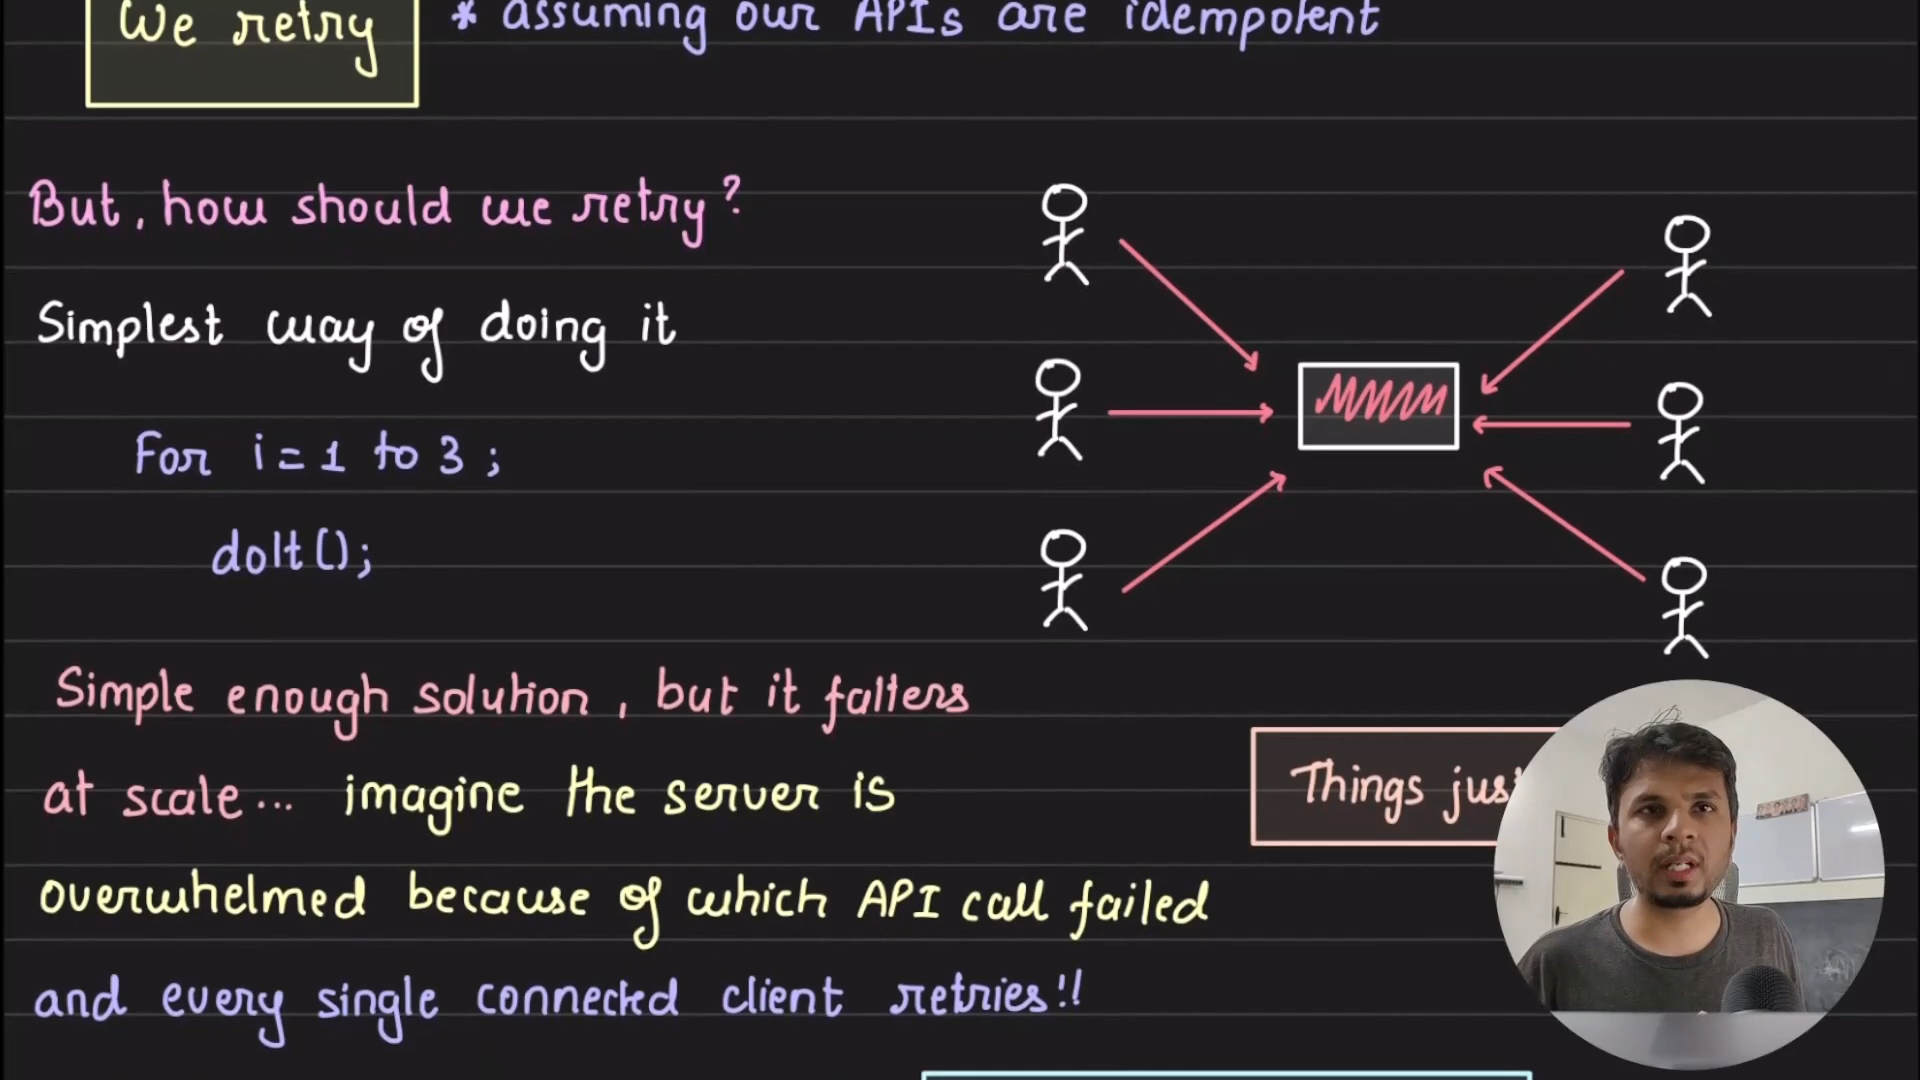 We retry
* assuming our APIs are idempotent
But, how should we retry?
Simplest way of doing it
For i = 1 to 3 ;
doIt();
Simple enough solution, but it falters
at scale... imagine the server is
Things jus
overwhelmed because of which API call failed
and every single connected client retries!!